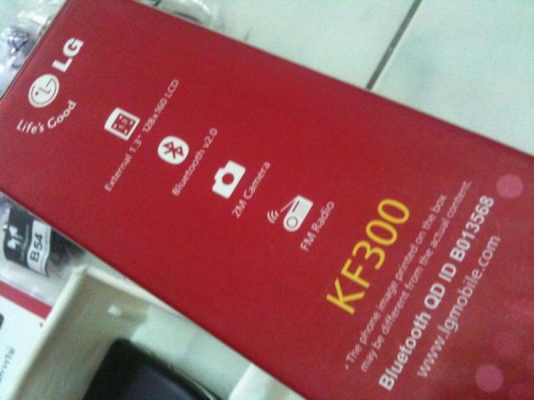 LG
Life's Good
External 1.3" 128x160 LCD
Bluetooth v2.0
2M Camera
FM Radio
KF300
* The phone image printed on the box
may be different from the actual content.
Bluetooth QD ID B013568
www.lgmobile.com
B54